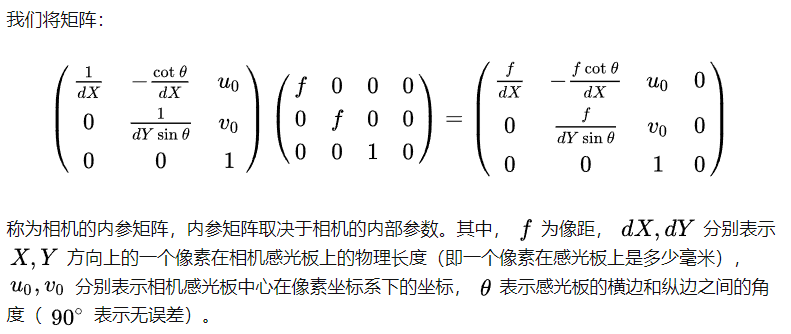 我们将矩阵：
$$\begin{pmatrix} \frac{1}{dX} & -\frac{\cot\theta}{dX} & u_0 \\ 0 & \frac{1}{dY\sin\theta} & v_0 \\ 0 & 0 & 1 \end{pmatrix} \begin{pmatrix} f & 0 & 0 & 0 \\ 0 & f & 0 & 0 \\ 0 & 0 & 1 & 0 \end{pmatrix} = \begin{pmatrix} \frac{f}{dX} & -\frac{f\cot\theta}{dX} & u_0 & 0 \\ 0 & \frac{f}{dY\sin\theta} & v_0 & 0 \\ 0 & 0 & 1 & 0 \end{pmatrix}$$
称为相机的内参矩阵，内参矩阵取决于相机的内部参数。其中， $f$ 为像距， $dX, dY$ 分别表示
$X, Y$ 方向上的一个像素在相机感光板上的物理长度（即一个像素在感光板上是多少毫米），
$u_0, v_0$ 分别表示相机感光板中心在像素坐标系下的坐标， $\theta$ 表示感光板的横边和纵边之间的角
度（ $90^\circ$ 表示无误差）。